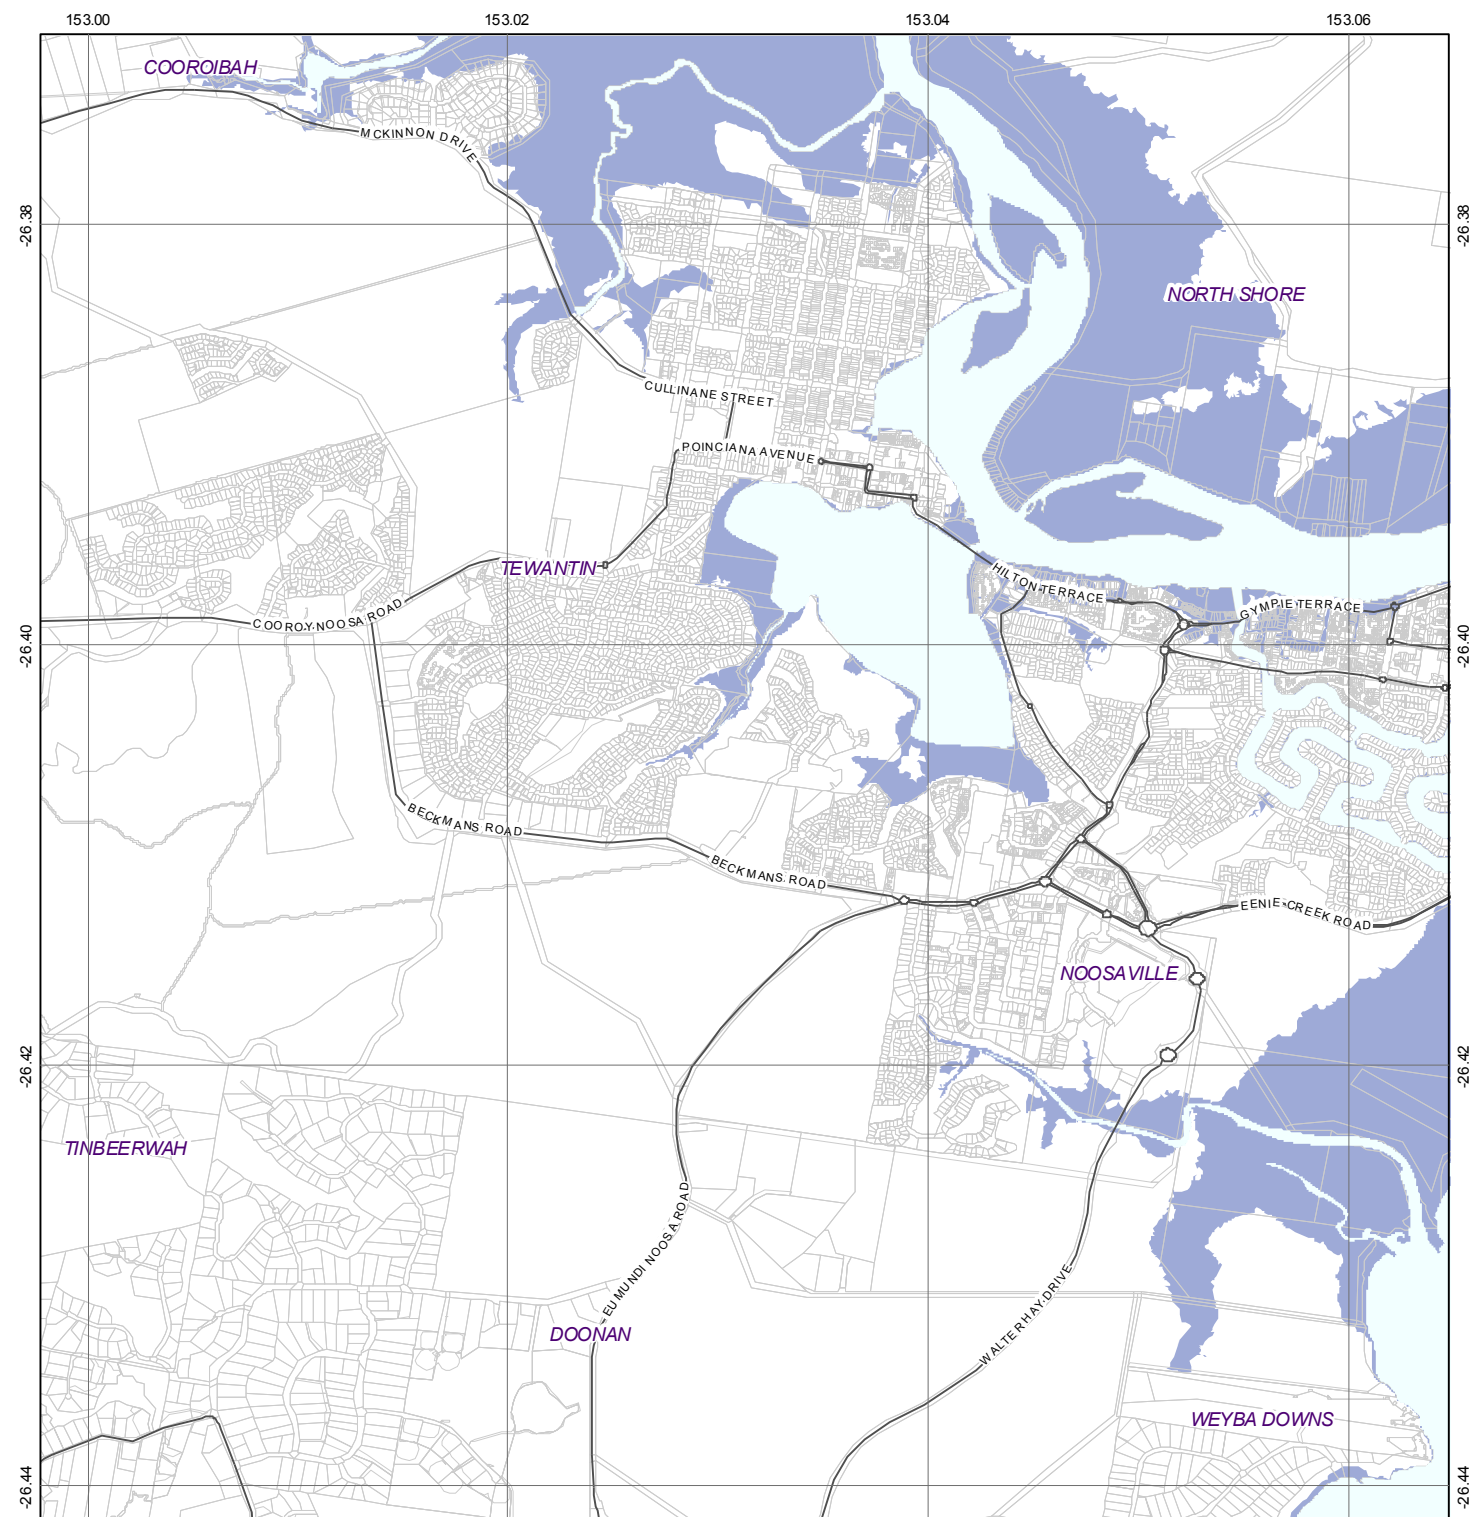 153.00
153.02
153.04
153.06
COOROIBAH
MCKINNON DRIVE
-26.38
-26.38
NORTH SHORE
CULLINANE STREET
POINCIANA AVENUE
TEWANTIN
HILTON TERRACE
GYMPIE TERRACE
COOROY NOOSA ROAD
-26.40
-26.40
BECKMANS ROAD
BECKMANS ROAD
EENIE CREEK ROAD
NOOSAVILLE
-26.42
-26.42
TINBEERWAH
EUMUNDI NOOSA ROAD
WALTER HAY DRIVE
DOONAN
WEYBA DOWNS
-26.44
-26.44